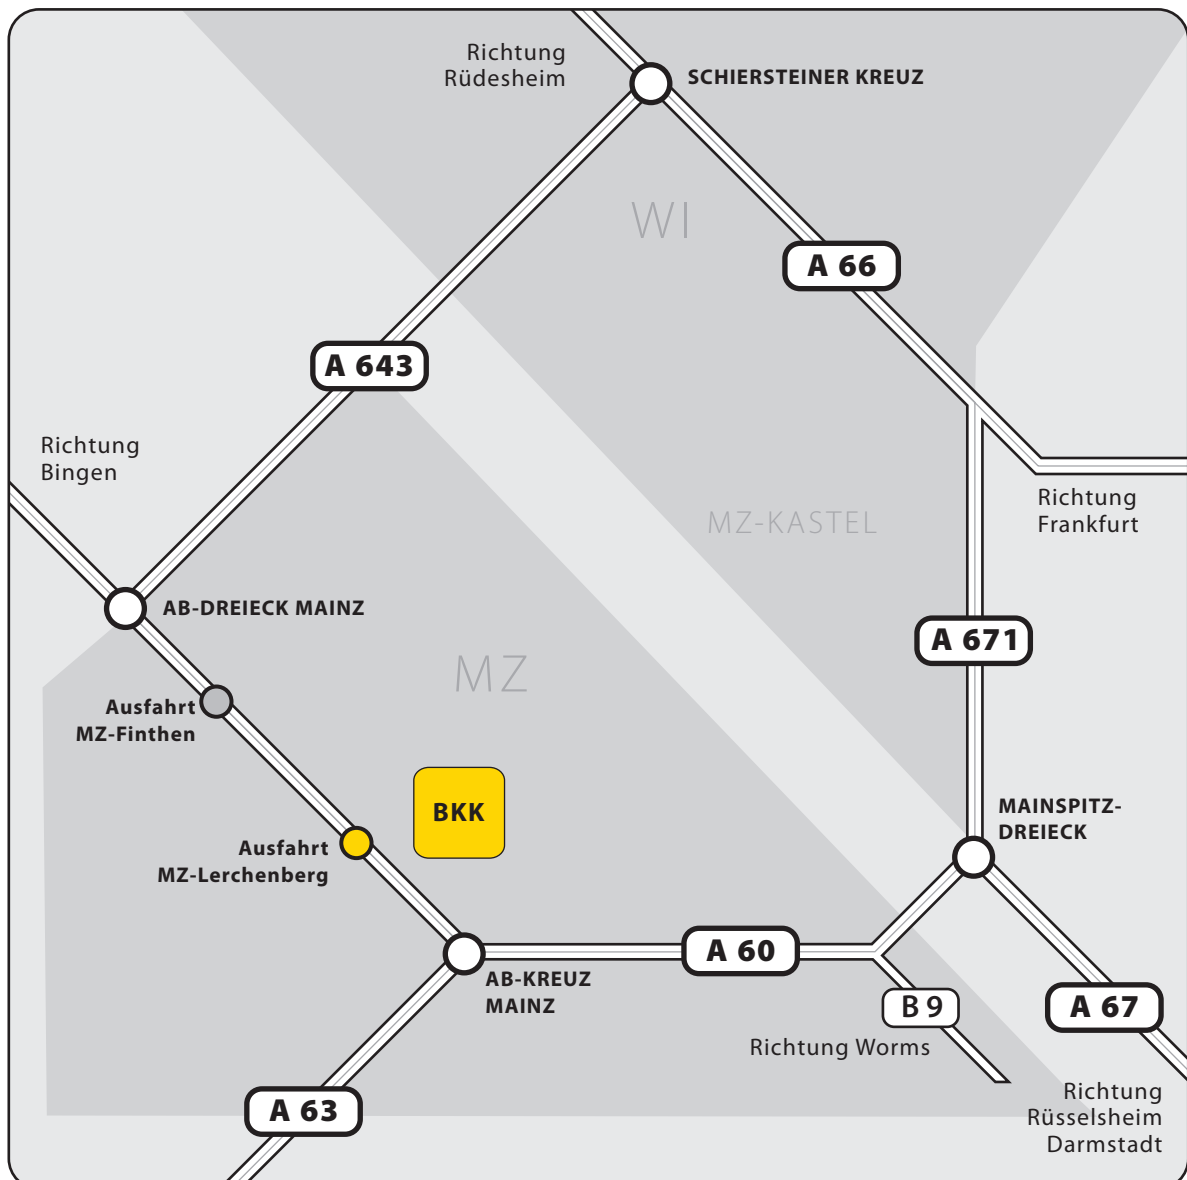 Richtung
Rüdesheim
SCHIERSTEINER KREUZ
WI
A 66
A 643
Richtung
Bingen
Richtung
Frankfurt
MZ-KASTEL
AB-DREIECK MAINZ
A 671
MZ
Ausfahrt
MZ-Finthen
BKK
MAINSPITZ-
DREIECK
Ausfahrt
MZ-Lerchenberg
A 60
AB-KREUZ
MAINZ
B 9
A 67
Richtung Worms
A 63
Richtung
Rüsselsheim
Darmstadt